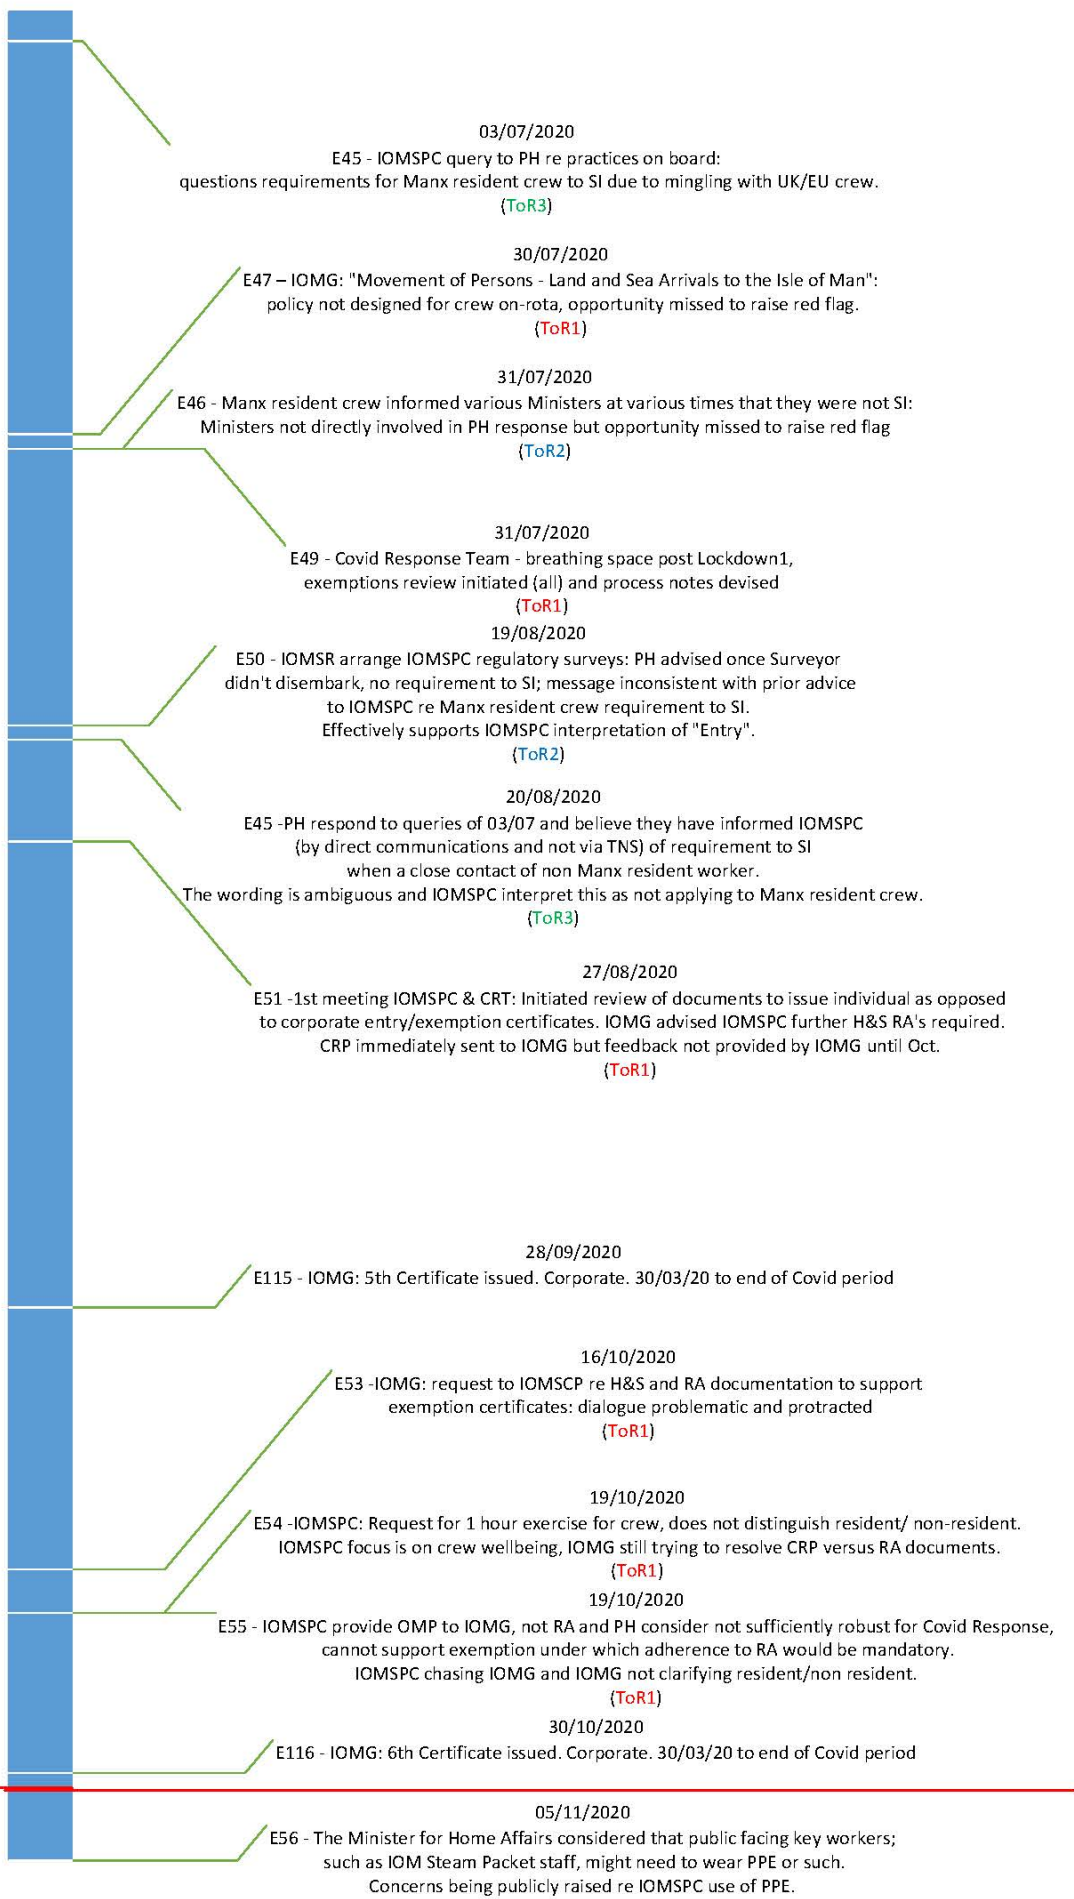 03/07/2020
E45 - IOMSPC query to PH re practices on board:
questions requirements for Manx resident crew to SI due to mingling with UK/EU crew.
(ToR3)
30/07/2020
E47 – IOMG: "Movement of Persons - Land and Sea Arrivals to the Isle of Man":
policy not designed for crew on-rota, opportunity missed to raise red flag.
(ToR1)
31/07/2020
E46 - Manx resident crew informed various Ministers at various times that they were not SI:
Ministers not directly involved in PH response but opportunity missed to raise red flag
(ToR2)
31/07/2020
E49 - Covid Response Team - breathing space post Lockdown1,
exemptions review initiated (all) and process notes devised
(ToR1)
19/08/2020
E50 - IOMSR arrange IOMSPC regulatory surveys: PH advised once Surveyor
didn't disembark, no requirement to SI; message inconsistent with prior advice
to IOMSPC re Manx resident crew requirement to SI.
Effectively supports IOMSPC interpretation of "Entry".
(ToR2)
20/08/2020
E45 -PH respond to queries of 03/07 and believe they have informed IOMSPC
(by direct communications and not via TNS) of requirement to SI
when a close contact of non Manx resident worker.
The wording is ambiguous and IOMSPC interpret this as not applying to Manx resident crew.
(ToR3)
27/08/2020
E51 -1st meeting IOMSPC & CRT: Initiated review of documents to issue individual as opposed
to corporate entry/exemption certificates. IOMG advised IOMSPC further H&S RA's required.
CRP immediately sent to IOMG but feedback not provided by IOMG until Oct.
(ToR1)
28/09/2020
E115 - IOMG: 5th Certificate issued. Corporate. 30/03/20 to end of Covid period
16/10/2020
E53 -IOMG: request to IOMSCP re H&S and RA documentation to support
exemption certificates: dialogue problematic and protracted
(ToR1)
19/10/2020
E54 -IOMSPC: Request for 1 hour exercise for crew, does not distinguish resident/ non-resident.
IOMSPC focus is on crew wellbeing, IOMG still trying to resolve CRP versus RA documents.
(ToR1)
19/10/2020
E55 - IOMSPC provide OMP to IOMG, not RA and PH consider not sufficiently robust for Covid Response,
cannot support exemption under which adherence to RA would be mandatory.
IOMSPC chasing IOMG and IOMG not clarifying resident/non resident.
(ToR1)
30/10/2020
E116 - IOMG: 6th Certificate issued. Corporate. 30/03/20 to end of Covid period
05/11/2020
E56 - The Minister for Home Affairs considered that public facing key workers;
such as IOM Steam Packet staff, might need to wear PPE or such.
Concerns being publicly raised re IOMSPC use of PPE.